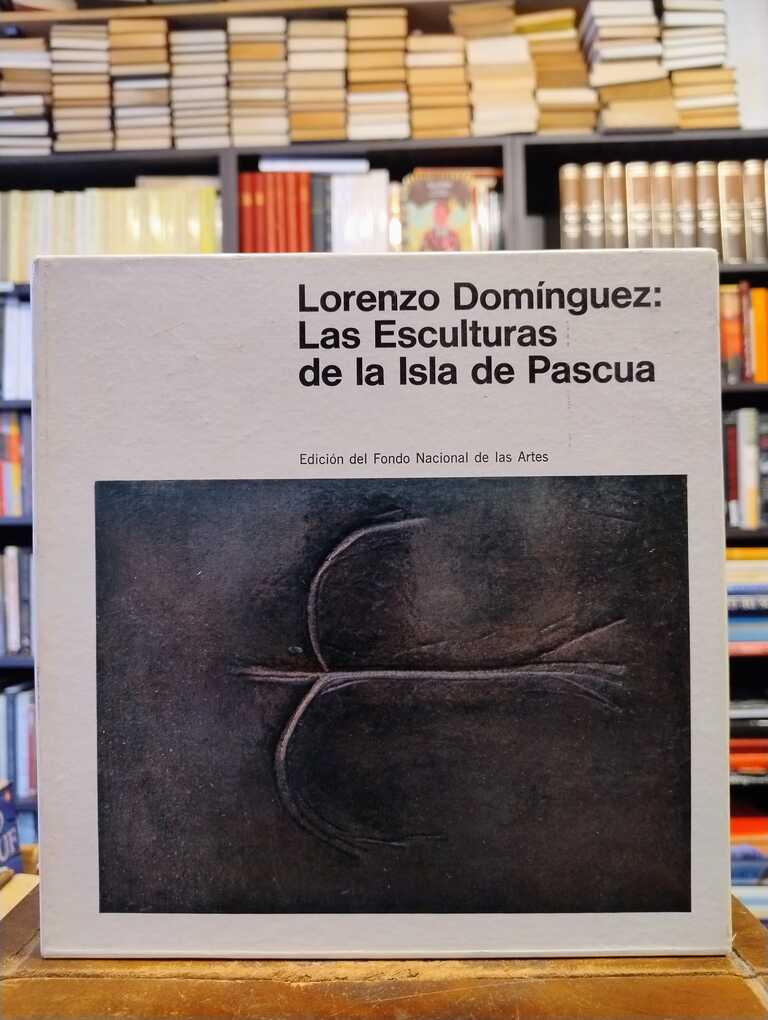 Lorenzo Domínguez:
Las Esculturas
de la Isla de Pascua
Edición del Fondo Nacional de las Artes